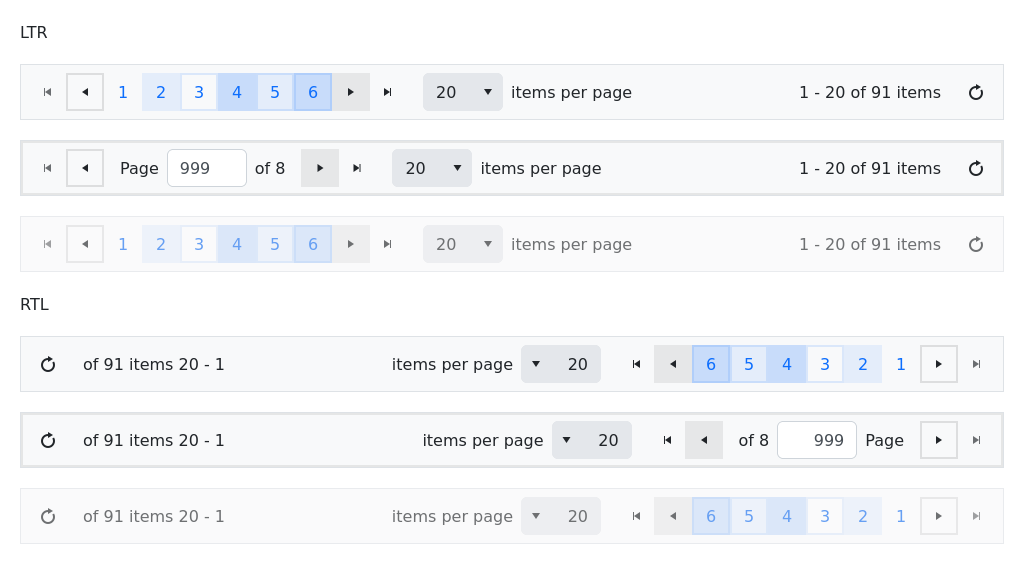 LTR
1 2 3 4 5 6 20 items per page 1 - 20 of 91 items
Page 999 of 8 20 items per page 1 - 20 of 91 items
1 2 3 4 5 6 20 items per page 1 - 20 of 91 items
RTL
of 91 items 20 - 1 items per page 20 6 5 4 3 2 1
of 91 items 20 - 1 items per page 20 of 8 999 Page
of 91 items 20 - 1 items per page 20 6 5 4 3 2 1